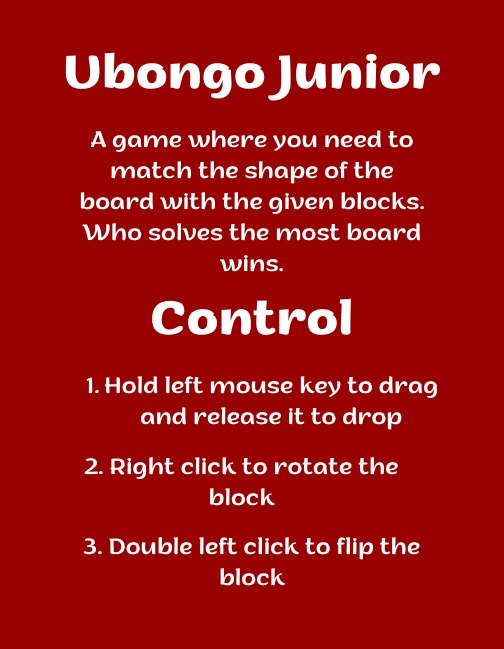 Ubongo Junior
A game where you need to
match the shape of the
board with the given blocks.
Who solves the most board
wins.
Control
1. Hold left mouse key to drag
and release it to drop
2. Right click to rotate the
block
3. Double left click to flip the
block